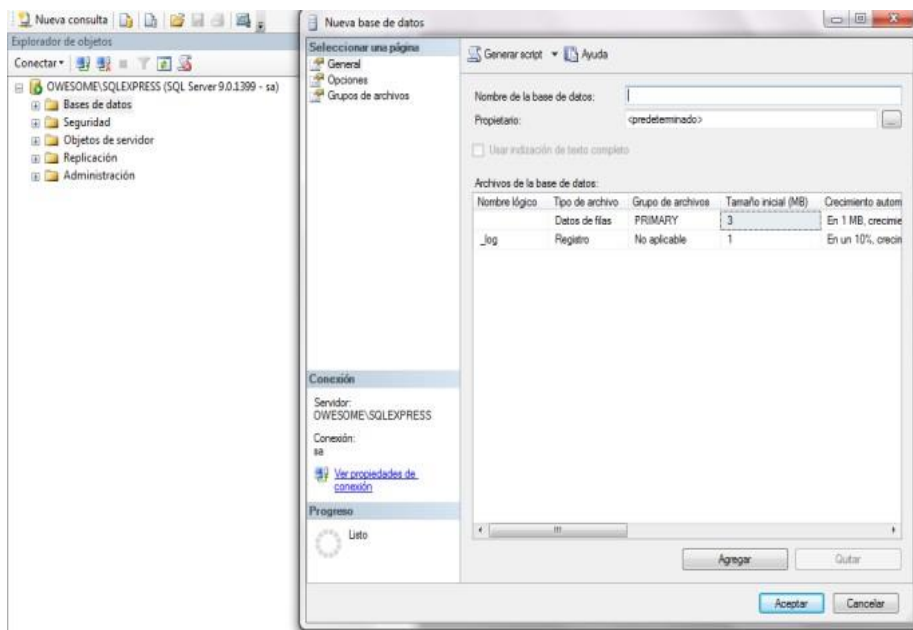 Nueva consulta
Explorador de objetos
Conectar
OWESOME\SQLEXPRESS (SQL Server 9.0.1399 - sa)
Bases de datos
Seguridad
Objetos de servidor
Replicación
Administración
Nueva base de datos
Seleccionar una página
General
Opciones
Grupos de archivos
Generar script
Ayuda
Nombre de la base de datos:
Propietario:
<predeterminado>
...
Usar indización de texto completo
Archivos de la base de datos:
Nombre lógico Tipo de archivo Grupo de archivos Tamaño inicial (MB) Crecimiento autom
Datos de filas PRIMARY 3 En 1 MB, crecimie
_log Registro No aplicable 1 En un 10%, crecin
Conexión
Servidor:
OWESOME\SQLEXPRESS
Conexión:
sa
Ver propiedades de
conexión
Progreso
Listo
Agregar
Quitar
Aceptar
Cancelar